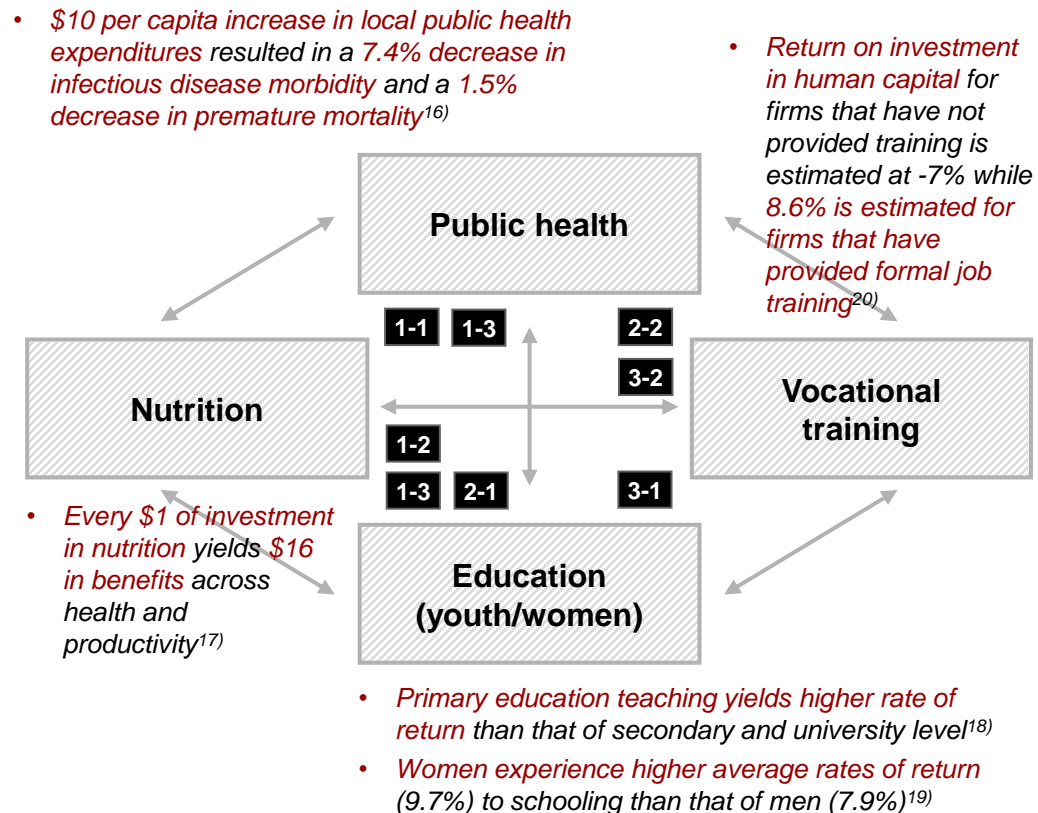 • $10 per capita increase in local public health
expenditures resulted in a 7.4% decrease in
infectious disease morbidity and a 1.5%
decrease in premature mortality16)
• Return on investment
in human capital for
firms that have not
provided training is
estimated at -7% while
8.6% is estimated for
firms that have
provided formal job
training20)
Public health
1-1 1-3 2-2
3-2
Nutrition
Vocational
training
1-2
1-3 2-1 3-1
• Every $1 of investment
in nutrition yields $16
in benefits across
health and
productivity17)
Education
(youth/women)
• Primary education teaching yields higher rate of
return than that of secondary and university level18)
• Women experience higher average rates of return
(9.7%) to schooling than that of men (7.9%)19)